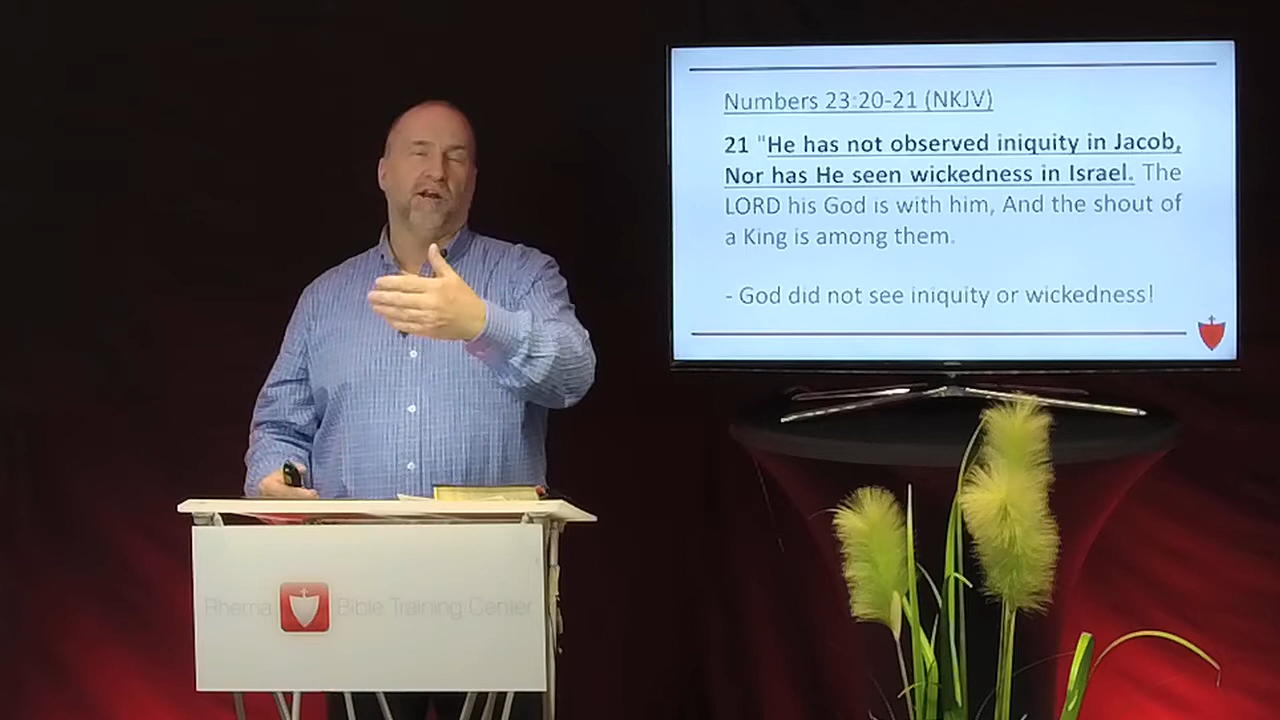 Numbers 23:20-21 (NKJV)
21 "He has not observed iniquity in Jacob,
Nor has He seen wickedness in Israel. The
LORD his God is with him, And the shout of
a King is among them.
- God did not see iniquity or wickedness!
Rhema Bible Training Center